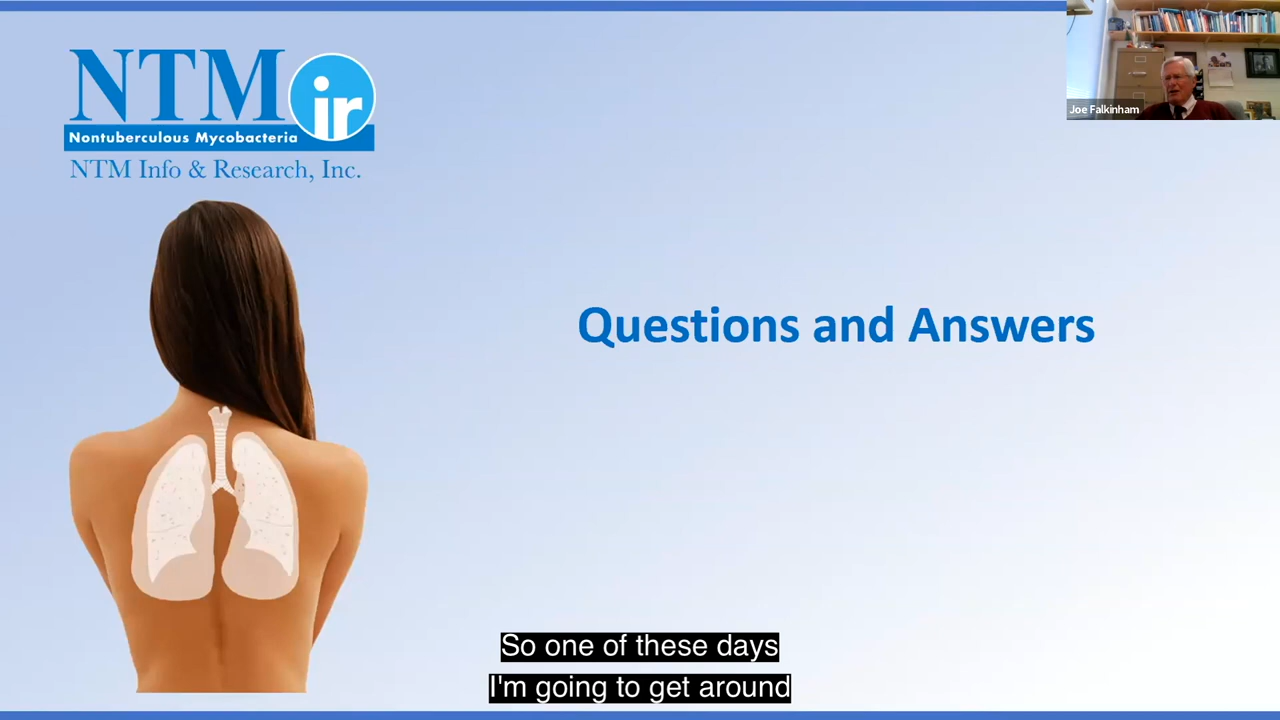 NTM
ir
Nontuberculous Mycobacteria
NTM Info & Research, Inc.
Joe Falkinham
Questions and Answers
So one of these days
I'm going to get around